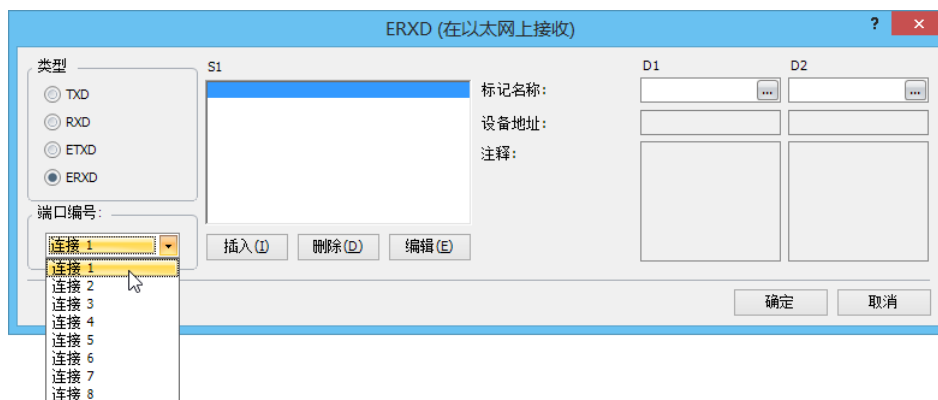 ERXD (在以太网上接收)
? ×
类型
TXD
RXD
ETXD
ERXD
端口编号:
连接 1
连接 1
连接 2
连接 3
连接 4
连接 5
连接 6
连接 7
连接 8
S1
插入(I) 删除(D) 编辑(E)
D1 D2
标记名称: ... ...
设备地址:
注释:
确定 取消